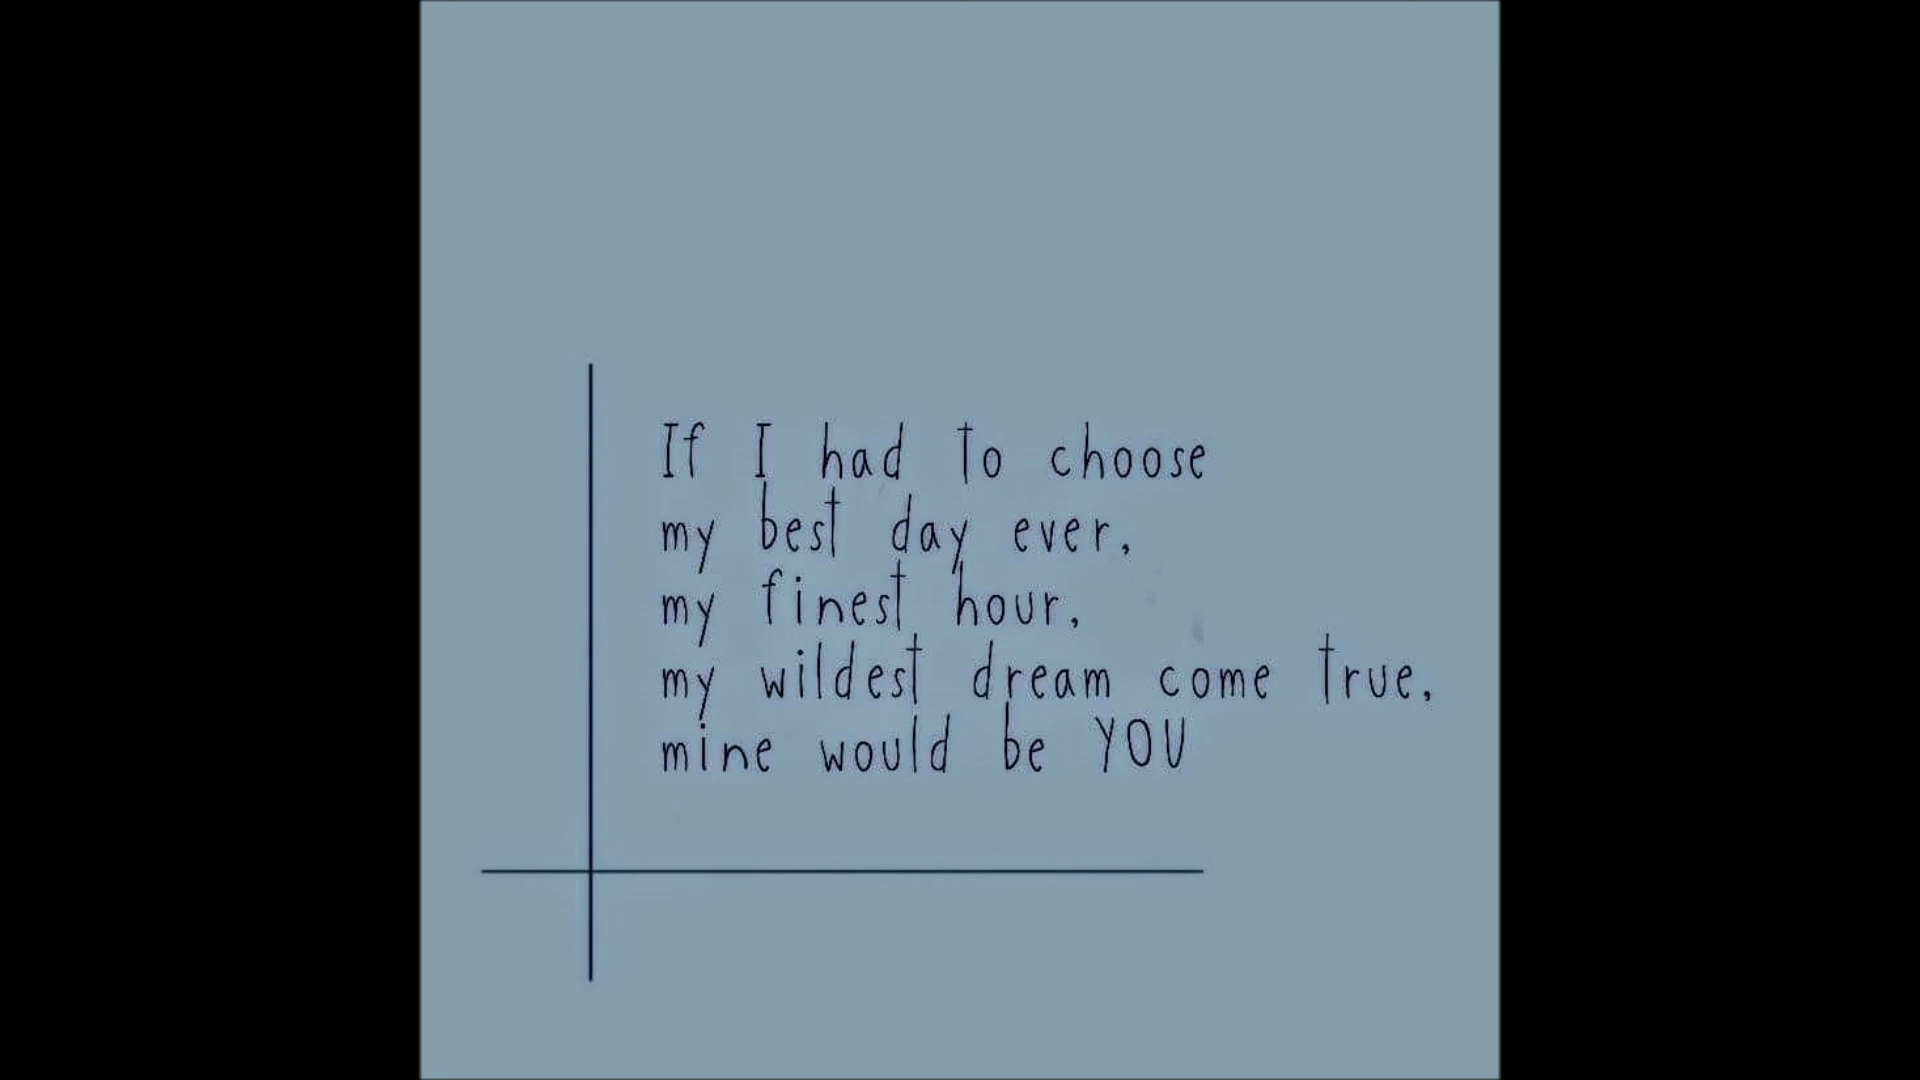 If I had to choose
my best day ever,
my finest hour,
my wildest dream come true,
mine would be YOU